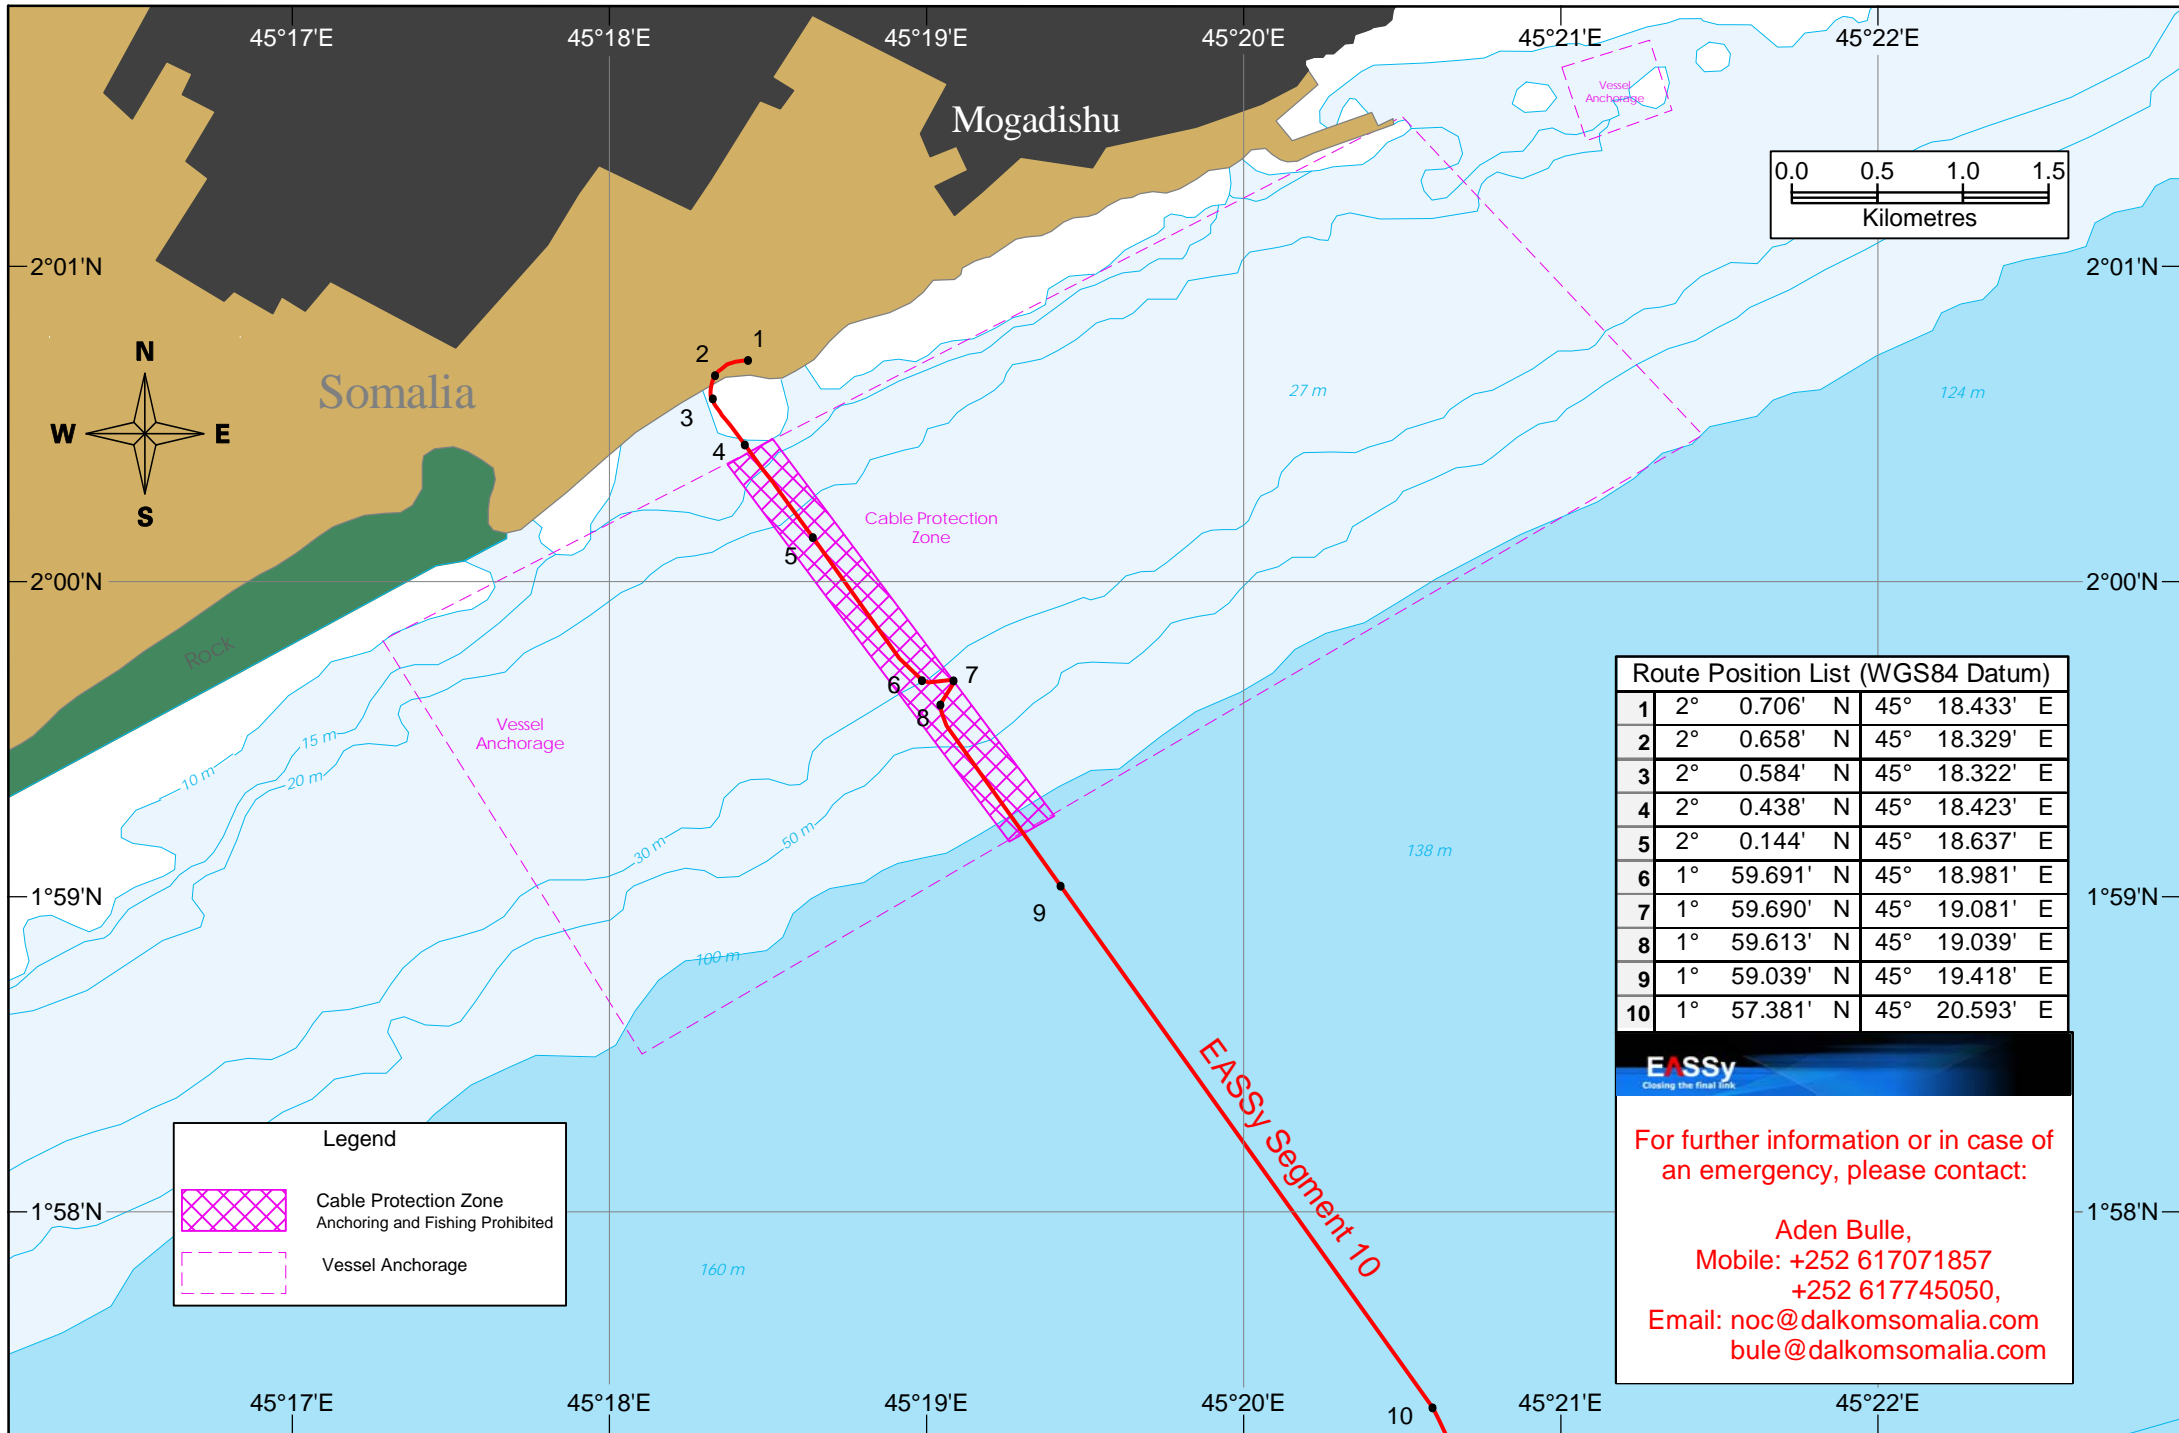 45°17'E 45°18'E 45°19'E 45°20'E 45°21'E 45°22'E
Vessel
Anchorage
Mogadishu
0.0 0.5 1.0 1.5
Kilometres
2°01'N 2°01'N
1
2
3
4
5
6
7
8
9
10
N
W E
S
Somalia
27 m
124 m
Cable Protection
Zone
2°00'N 2°00'N
Rock
Vessel
Anchorage
15 m
10 m
20 m
30 m
50 m
138 m
100 m
160 m
1°59'N 1°59'N
EASSy Segment 10
Route Position List (WGS84 Datum)
1 2° 0.706' N 45° 18.433' E
2 2° 0.658' N 45° 18.329' E
3 2° 0.584' N 45° 18.322' E
4 2° 0.438' N 45° 18.423' E
5 2° 0.144' N 45° 18.637' E
6 1° 59.691' N 45° 18.981' E
7 1° 59.690' N 45° 19.081' E
8 1° 59.613' N 45° 19.039' E
9 1° 59.039' N 45° 19.418' E
10 1° 57.381' N 45° 20.593' E
EASSy
Closing the final link
For further information or in case of
an emergency, please contact:
Aden Bulle,
Mobile: +252 617071857
+252 617745050,
Email: noc@dalkomsomalia.com
bule@dalkomsomalia.com
Legend
Cable Protection Zone
Anchoring and Fishing Prohibited
Vessel Anchorage
1°58'N 1°58'N
45°17'E 45°18'E 45°19'E 45°20'E 45°21'E 45°22'E